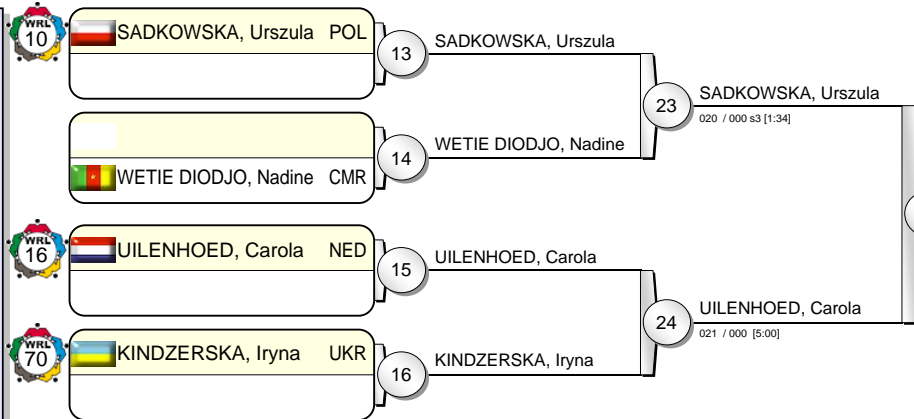 WRL
10
SADKOWSKA, Urszula POL
13
SADKOWSKA, Urszula
WETIE DIODJO, Nadine CMR
14
WETIE DIODJO, Nadine
23
SADKOWSKA, Urszula
020 / 000 s3 [1:34]
WRL
16
UILENHOED, Carola NED
15
UILENHOED, Carola
WRL
70
KINDZERSKA, Iryna UKR
16
KINDZERSKA, Iryna
24
UILENHOED, Carola
021 / 000 [5:00]